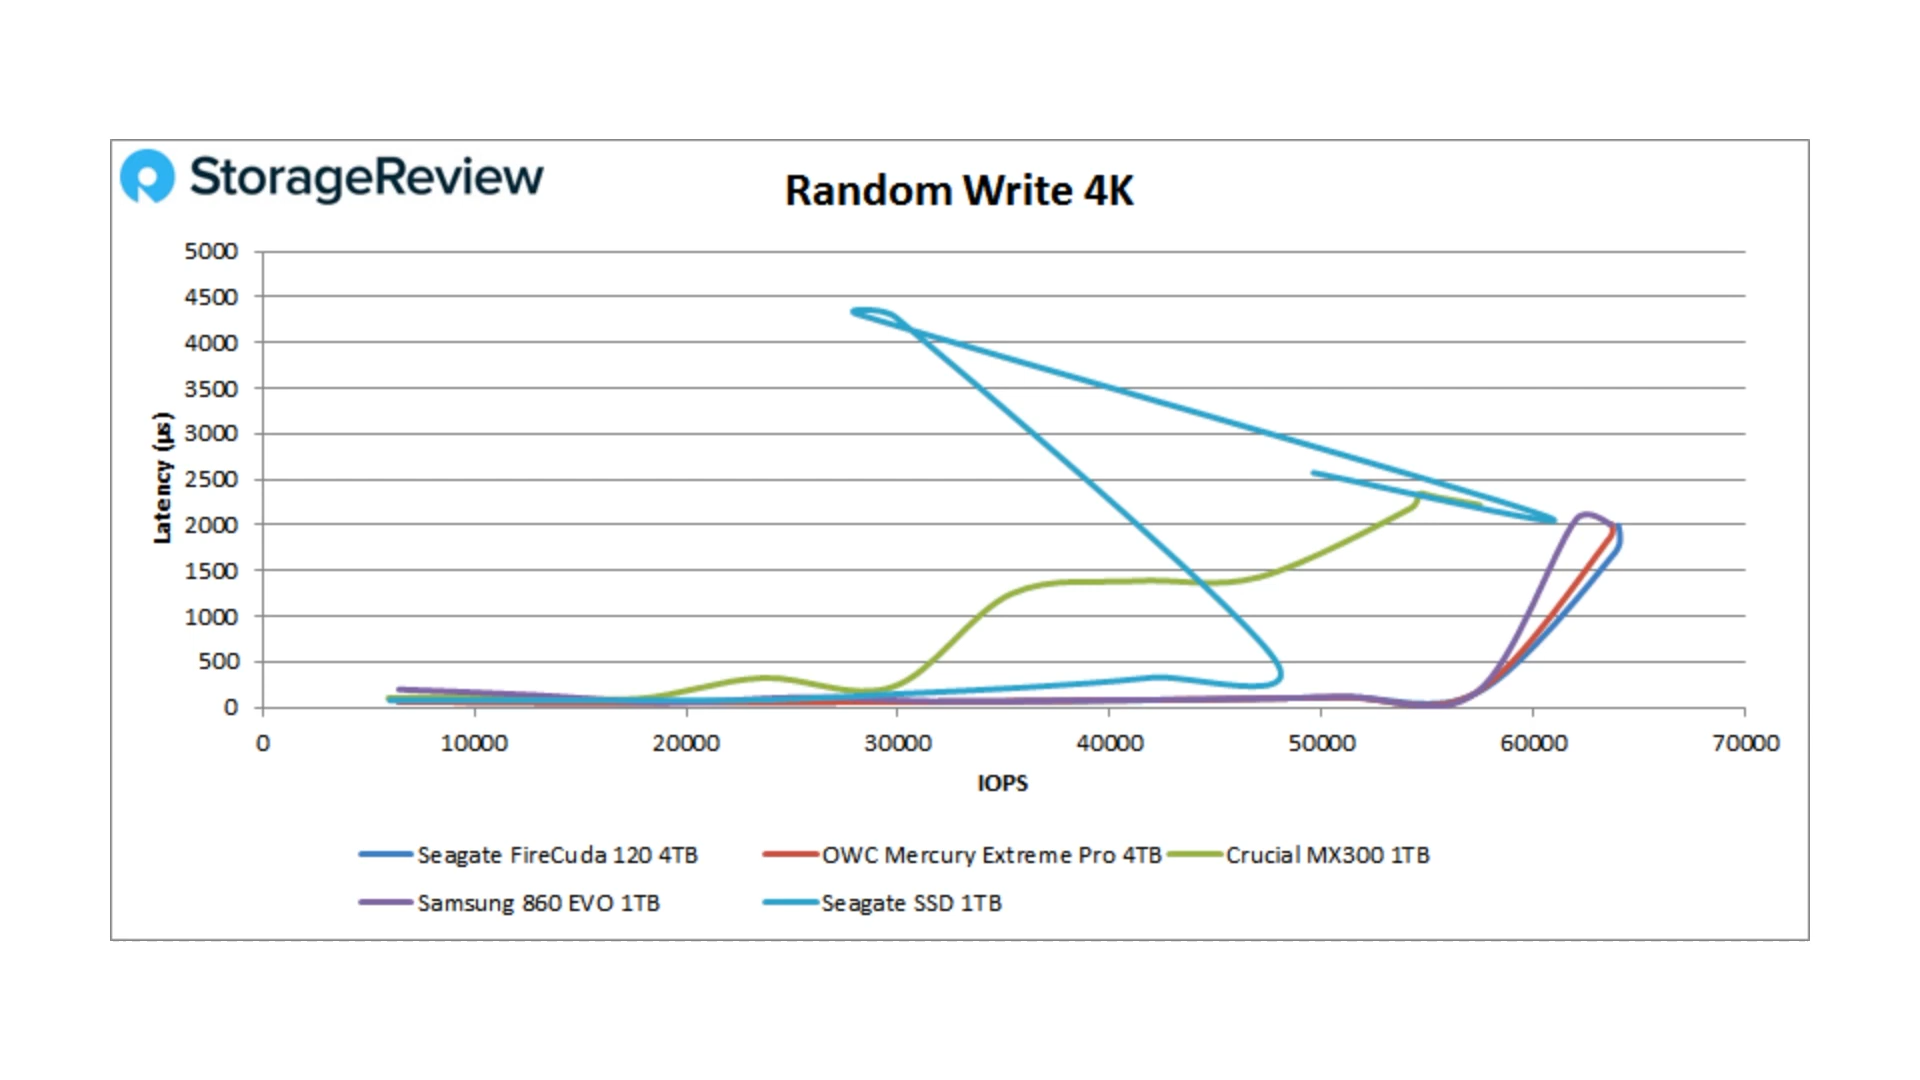 StorageReview
Random Write 4K
5000
4500
4000
3500
3000
2500
2000
1500
1000
500
0
Latency (µs)
0 10000 20000 30000 40000 50000 60000 70000
IOPS
Seagate FireCuda 120 4TB OWC Mercury Extreme Pro 4TB Crucial MX300 1TB
Samsung 860 EVO 1TB Seagate SSD 1TB